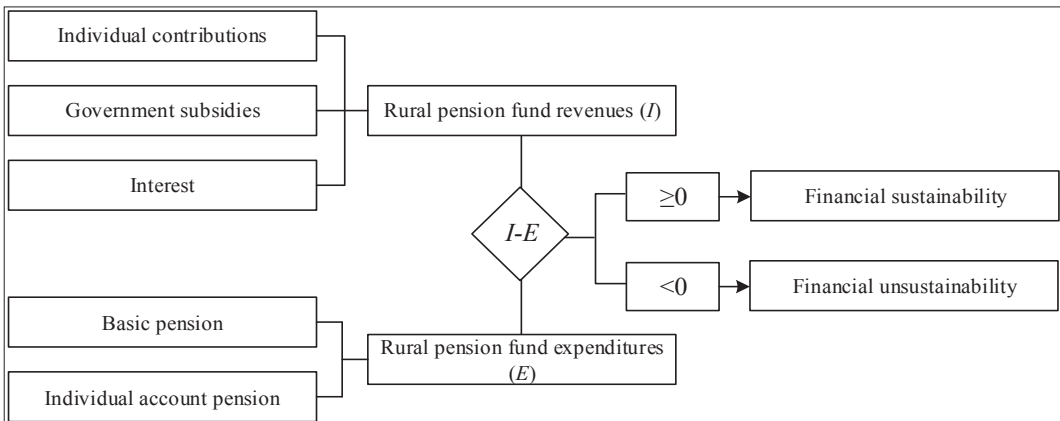 Individual contributions
Government subsidies
Interest
Rural pension fund revenues (I)
I-E
≥0
Financial sustainability
<0
Financial unsustainability
Basic pension
Individual account pension
Rural pension fund expenditures
(E)